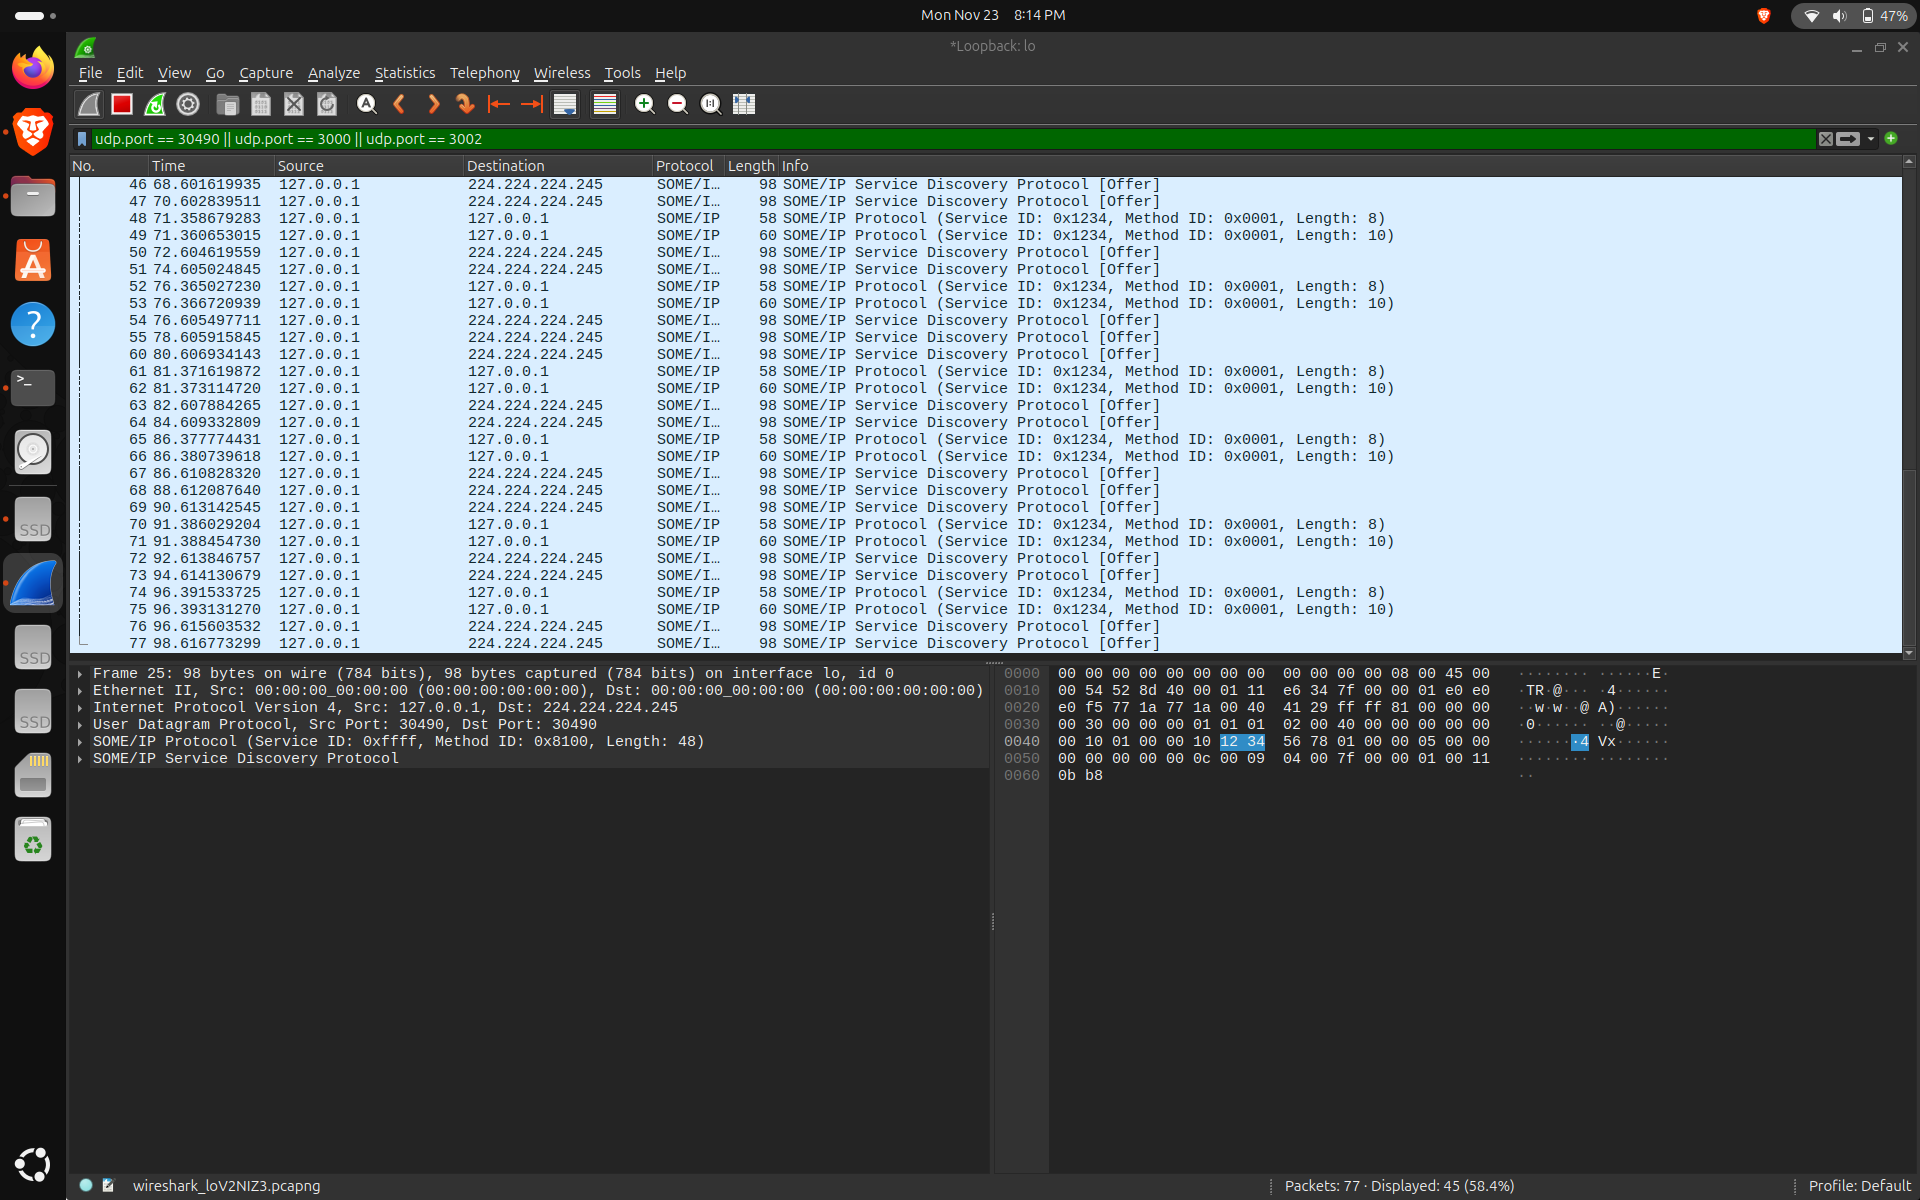 Mon Nov 23 8:14 PM
47%
*Loopback: lo
File Edit View Go Capture Analyze Statistics Telephony Wireless Tools Help
udp.port == 30490 || udp.port == 3000 || udp.port == 3002
No. Time Source Destination Protocol Length Info
46 68.601619935 127.0.0.1 224.224.224.245 SOME/I… 98 SOME/IP Service Discovery Protocol [Offer]
47 70.602839511 127.0.0.1 224.224.224.245 SOME/I… 98 SOME/IP Service Discovery Protocol [Offer]
48 71.358679283 127.0.0.1 127.0.0.1 SOME/IP 58 SOME/IP Protocol (Service ID: 0x1234, Method ID: 0x0001, Length: 8)
49 71.360653015 127.0.0.1 127.0.0.1 SOME/IP 60 SOME/IP Protocol (Service ID: 0x1234, Method ID: 0x0001, Length: 10)
50 72.604619559 127.0.0.1 224.224.224.245 SOME/I… 98 SOME/IP Service Discovery Protocol [Offer]
51 74.605024845 127.0.0.1 224.224.224.245 SOME/I… 98 SOME/IP Service Discovery Protocol [Offer]
52 76.365027230 127.0.0.1 127.0.0.1 SOME/IP 58 SOME/IP Protocol (Service ID: 0x1234, Method ID: 0x0001, Length: 8)
53 76.366720939 127.0.0.1 127.0.0.1 SOME/IP 60 SOME/IP Protocol (Service ID: 0x1234, Method ID: 0x0001, Length: 10)
54 76.605497711 127.0.0.1 224.224.224.245 SOME/I… 98 SOME/IP Service Discovery Protocol [Offer]
55 78.605915845 127.0.0.1 224.224.224.245 SOME/I… 98 SOME/IP Service Discovery Protocol [Offer]
60 80.606934143 127.0.0.1 224.224.224.245 SOME/I… 98 SOME/IP Service Discovery Protocol [Offer]
61 81.371619872 127.0.0.1 127.0.0.1 SOME/IP 58 SOME/IP Protocol (Service ID: 0x1234, Method ID: 0x0001, Length: 8)
62 81.373114720 127.0.0.1 127.0.0.1 SOME/IP 60 SOME/IP Protocol (Service ID: 0x1234, Method ID: 0x0001, Length: 10)
63 82.607884265 127.0.0.1 224.224.224.245 SOME/I… 98 SOME/IP Service Discovery Protocol [Offer]
64 84.609332809 127.0.0.1 224.224.224.245 SOME/I… 98 SOME/IP Service Discovery Protocol [Offer]
65 86.377774431 127.0.0.1 127.0.0.1 SOME/IP 58 SOME/IP Protocol (Service ID: 0x1234, Method ID: 0x0001, Length: 8)
66 86.380739618 127.0.0.1 127.0.0.1 SOME/IP 60 SOME/IP Protocol (Service ID: 0x1234, Method ID: 0x0001, Length: 10)
67 86.610828320 127.0.0.1 224.224.224.245 SOME/I… 98 SOME/IP Service Discovery Protocol [Offer]
68 88.612087640 127.0.0.1 224.224.224.245 SOME/I… 98 SOME/IP Service Discovery Protocol [Offer]
69 90.613142545 127.0.0.1 224.224.224.245 SOME/I… 98 SOME/IP Service Discovery Protocol [Offer]
70 91.386029204 127.0.0.1 127.0.0.1 SOME/IP 58 SOME/IP Protocol (Service ID: 0x1234, Method ID: 0x0001, Length: 8)
71 91.388454730 127.0.0.1 127.0.0.1 SOME/IP 60 SOME/IP Protocol (Service ID: 0x1234, Method ID: 0x0001, Length: 10)
72 92.613846757 127.0.0.1 224.224.224.245 SOME/I… 98 SOME/IP Service Discovery Protocol [Offer]
73 94.614130679 127.0.0.1 224.224.224.245 SOME/I… 98 SOME/IP Service Discovery Protocol [Offer]
74 96.391533725 127.0.0.1 127.0.0.1 SOME/IP 58 SOME/IP Protocol (Service ID: 0x1234, Method ID: 0x0001, Length: 8)
75 96.393131270 127.0.0.1 127.0.0.1 SOME/IP 60 SOME/IP Protocol (Service ID: 0x1234, Method ID: 0x0001, Length: 10)
76 96.615603532 127.0.0.1 224.224.224.245 SOME/I… 98 SOME/IP Service Discovery Protocol [Offer]
77 98.616773299 127.0.0.1 224.224.224.245 SOME/I… 98 SOME/IP Service Discovery Protocol [Offer]
Frame 25: 98 bytes on wire (784 bits), 98 bytes captured (784 bits) on interface lo, id 0
Ethernet II, Src: 00:00:00_00:00:00 (00:00:00:00:00:00), Dst: 00:00:00_00:00:00 (00:00:00:00:00:00)
Internet Protocol Version 4, Src: 127.0.0.1, Dst: 224.224.224.245
User Datagram Protocol, Src Port: 30490, Dst Port: 30490
SOME/IP Protocol (Service ID: 0xffff, Method ID: 0x8100, Length: 48)
SOME/IP Service Discovery Protocol
0000 00 00 00 00 00 00 00 00 00 00 00 00 08 00 45 00 ········ ······E·
0010 00 54 52 8d 40 00 01 11 e6 34 7f 00 00 01 e0 e0 ·TR·@··· ·4······
0020 e0 f5 77 1a 77 1a 00 40 41 29 ff ff 81 00 00 00 ··w·w··@ A)······
0030 00 30 00 00 00 01 01 01 02 00 40 00 00 00 00 00 ·0······ ··@·····
0040 00 10 01 00 00 10 12 34 56 78 01 00 00 05 00 00 ·······4 Vx······
0050 00 00 00 00 00 0c 00 09 04 00 7f 00 00 01 00 11 ········ ········
0060 0b b8 ··
SSD
SSD
SSD
wireshark_loV2NIZ3.pcapng
Packets: 77 · Displayed: 45 (58.4%)
Profile: Default